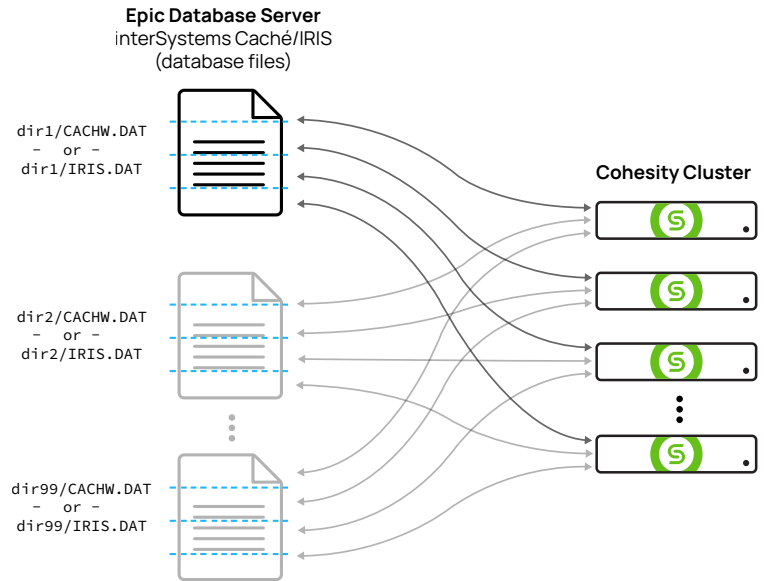 Epic Database Server
interSystems Caché/IRIS
(database files)
dir1/CACHW.DAT
– or –
dir1/IRIS.DAT
Cohesity Cluster
dir2/CACHW.DAT
– or –
dir2/IRIS.DAT
dir99/CACHW.DAT
– or –
dir99/IRIS.DAT